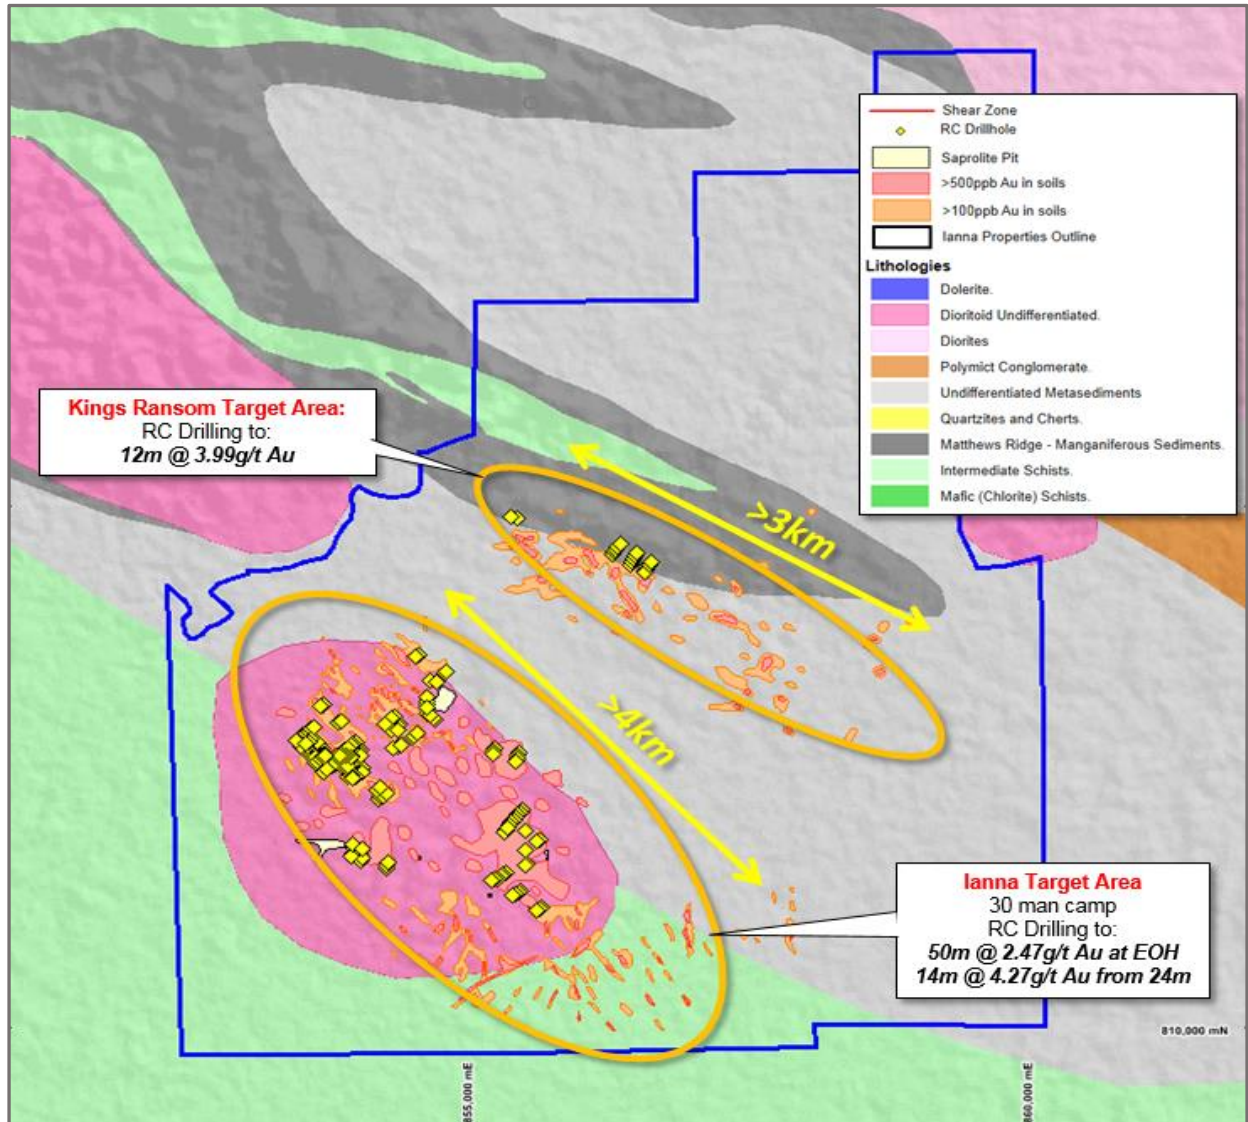 Shear Zone
RC Drillhole
Saprolite Pit
>500ppb Au in soils
>100ppb Au in soils
Ianna Properties Outline
Lithologies
Dolerite.
Dioritoid Undifferentiated.
Diorites
Polymict Conglomerate.
Undifferentiated Metasediments
Quartzites and Cherts.
Matthews Ridge - Manganiferous Sediments.
Intermediate Schists.
Mafic (Chlorite) Schists.
Kings Ransom Target Area:
RC Drilling to:
12m @ 3.99g/t Au
>3km
>4km
Ianna Target Area
30 man camp
RC Drilling to:
50m @ 2.47g/t Au at EOH
14m @ 4.27g/t Au from 24m
810,000 mN
855,000 mE
860,000 mE